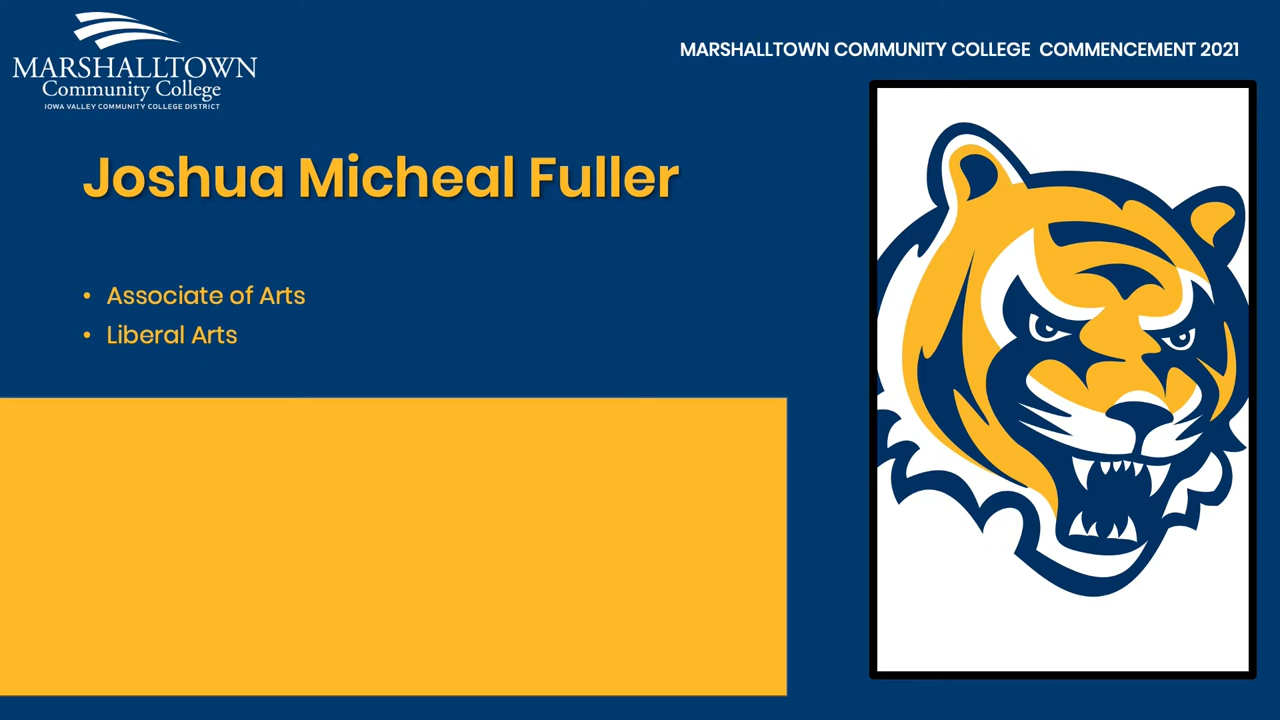 MARSHALLTOWN
Community College
IOWA VALLEY COMMUNITY COLLEGE DISTRICT
MARSHALLTOWN COMMUNITY COLLEGE COMMENCEMENT 2021
Joshua Micheal Fuller
• Associate of Arts
• Liberal Arts